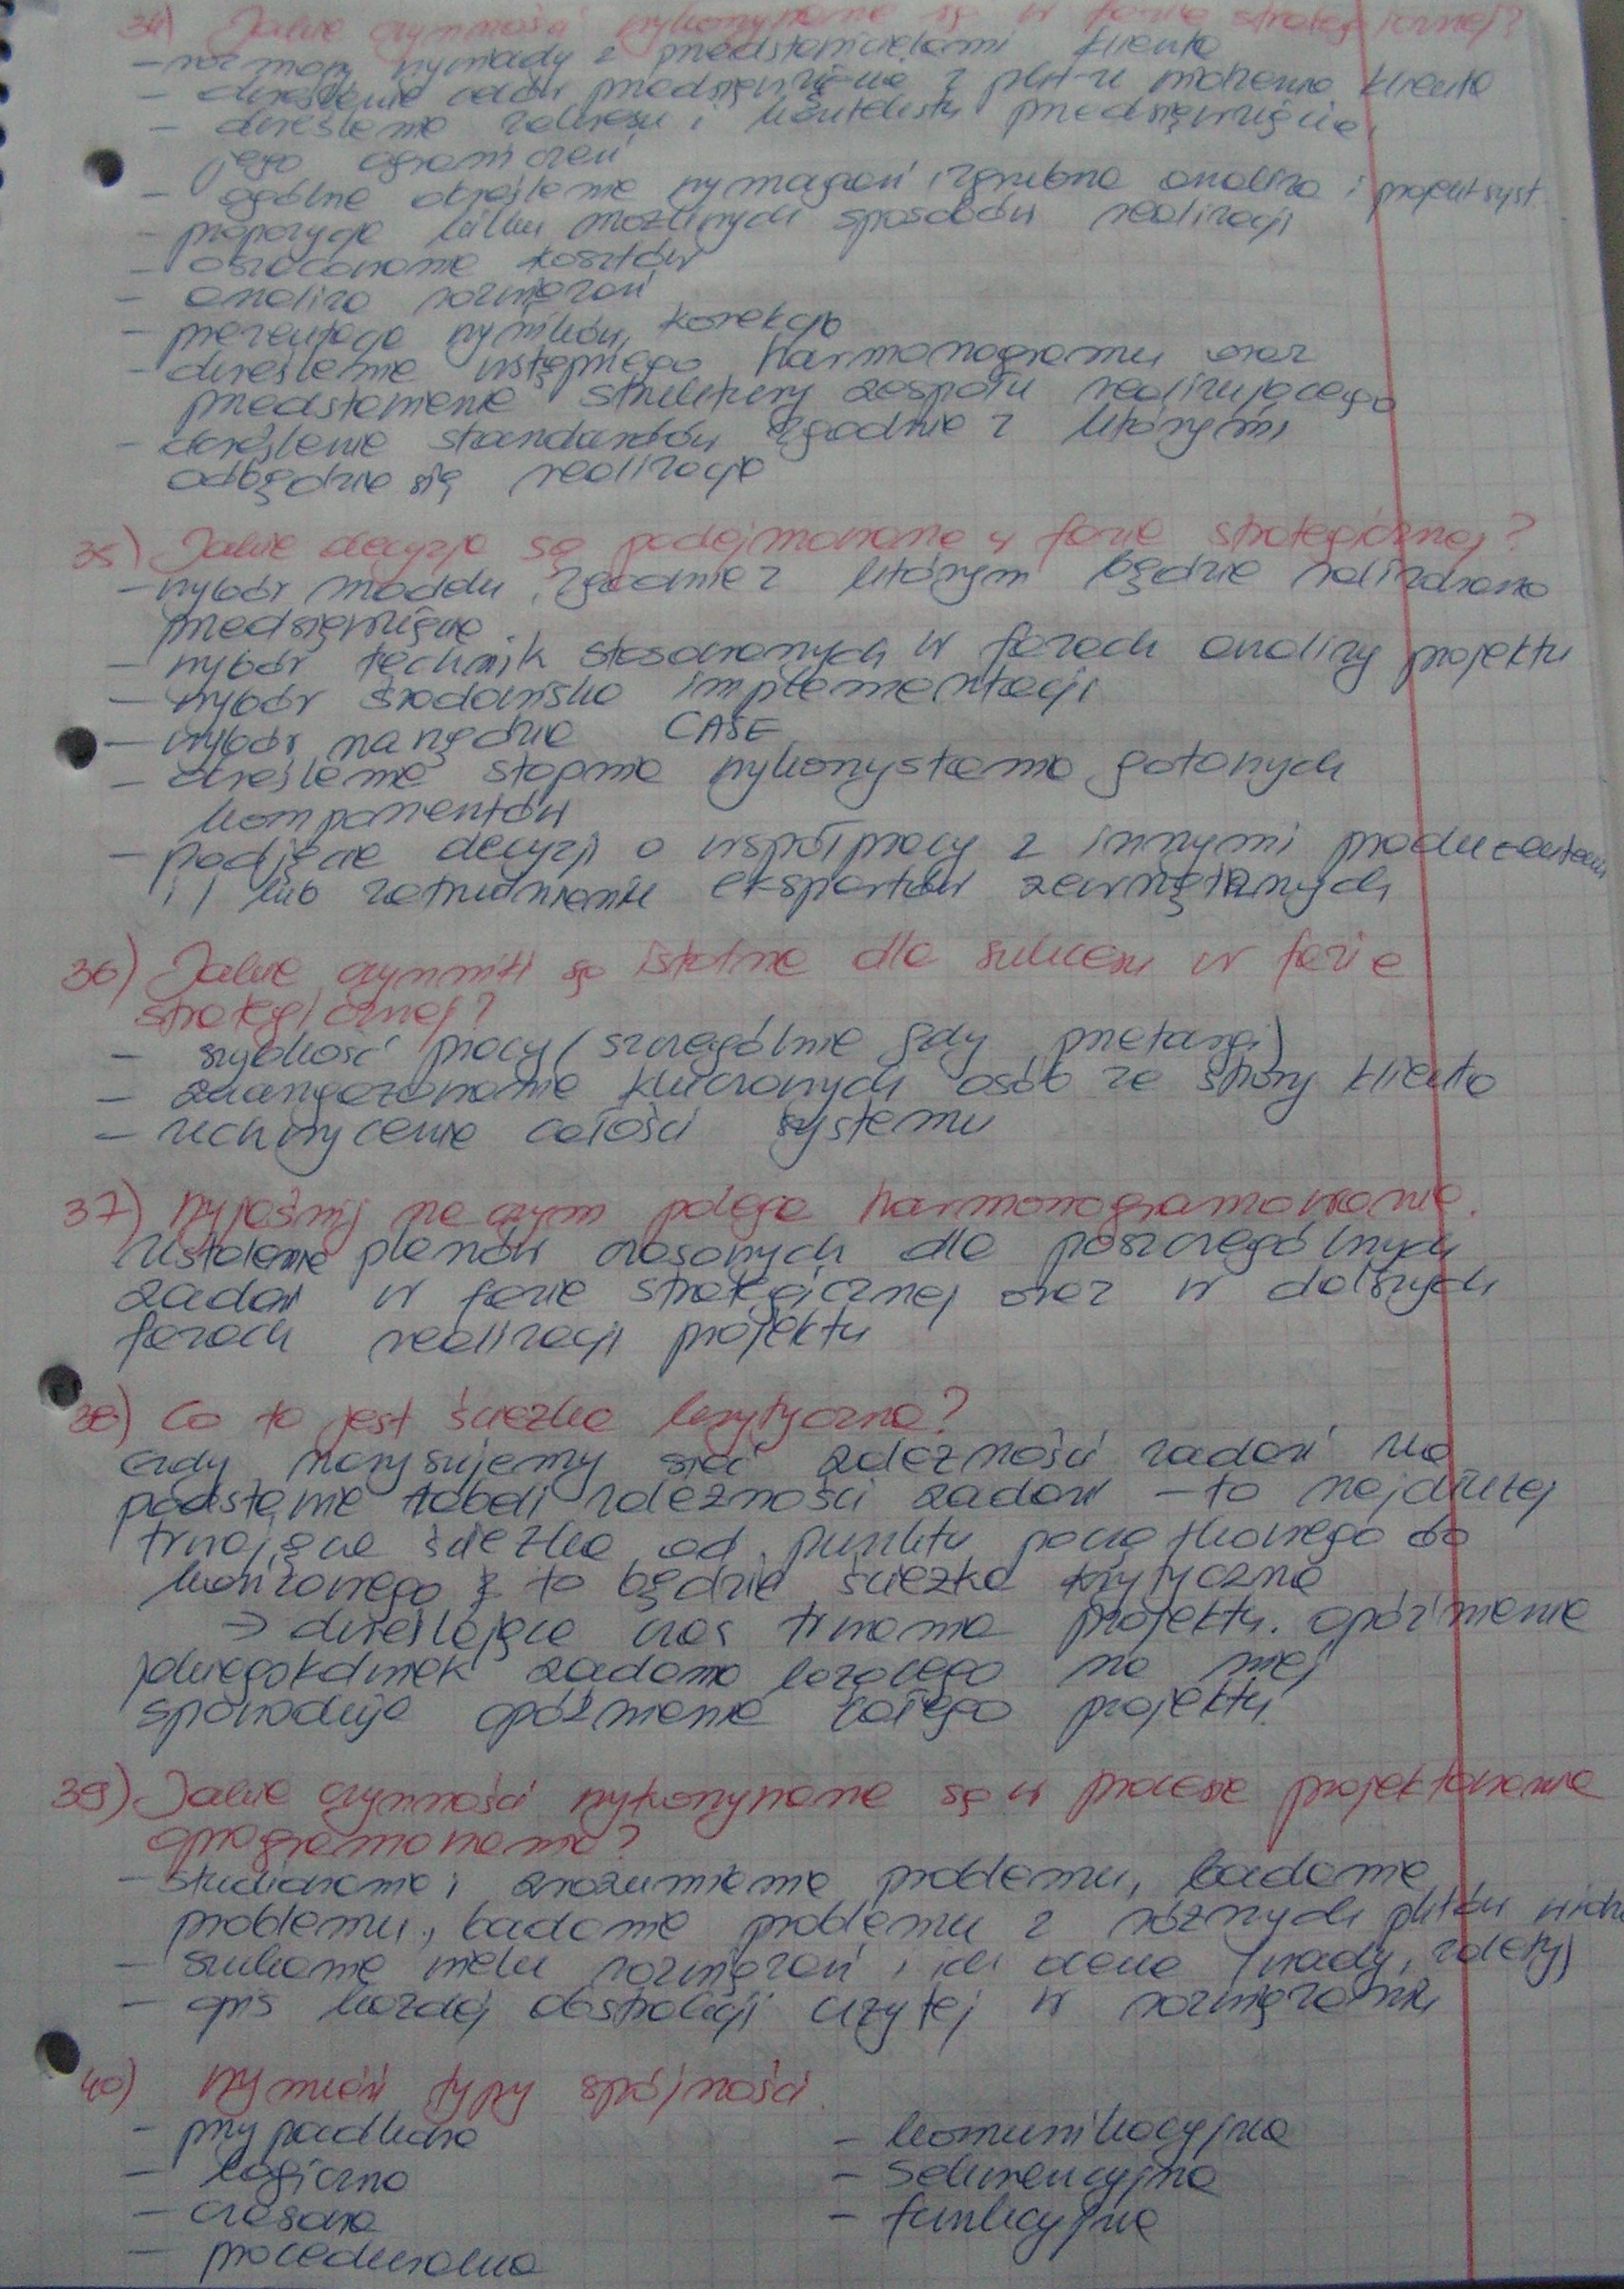 34) Jakie czynności wykonywane są w fazie strategicznej?
- rozmowy, wywiady z przedstawicielami klienta
- określenie celów przedsięwzięcia z pkt-u widzenia klienta
- określenie zakresu i kontekstu przedsięwzięcia,
jego ograniczeń
- ogólne określenie wymagań, zgrubna analiza i projekt syst.
- propozycja kilku możliwych sposobów realizacji
- oszacowanie kosztów
- analiza rozwiązań
- prezentacja wyników, korekcja
- określenie wstępnego harmonogramu oraz
przedstawienie struktury zespołu realizującego
- określenie standardów zgodnie z którymi
odbędzie się realizacja
35) Jakie decyzje są podejmowane w fazie strategicznej?
- wybór modelu, zgodnie z którym będzie realizowane
przedsięwzięcie
- wybór technik stosowanych w fazach analizy projektu
- wybór środowiska implementacji
- wybór narzędzia CASE
- określenie stopnia wykorzystania gotowych
komponentów
- podjęcie decyzji o współpracy z innymi producentami
i / lub zatrudnieniu ekspertów zewnętrznych
36) Jakie czynniki są istotne dla sukcesu w fazie
strategicznej?
- szybkość pracy (szczególnie gdy przetargi)
- zaangażowanie kluczowych osób ze strony klienta
- uchwycenie całości systemu
37) Wyjaśnij na czym polega harmonogramowanie.
Ustalenie planów czasowych dla poszczególnych
zadań w fazie strategicznej oraz w dalszych
fazach realizacji projektu
38) Co to jest ścieżka krytyczna?
Gdy narysujemy sieć zależności zadań na
podstawie tabeli zależności zadań - to najdłużej
trwająca ścieżka od punktu początkowego do
końcowego to będzie ścieżka krytyczna
→ określająca czas trwania projektu. opóźnienie
jakiegokolwiek zadania leżącego na niej
spowoduje opóźnienie całego projektu.
39) Jakie czynności wykonywane są w procesie projektowania
oprogramowania?
- studiowanie i zrozumienie problemu, badanie
problemu, badanie problemu z różnych pktów
- szukanie wielu rozwiązań i ich ocena (wady, zalety)
- opis każdej abstrakcji użytej w rozwiązaniu
40) Wymień typy spójności.
- przypadkowa
- logiczna
- czasowa
- proceduralna
- komunikacyjna
- sekwencyjna
- funkcyjna